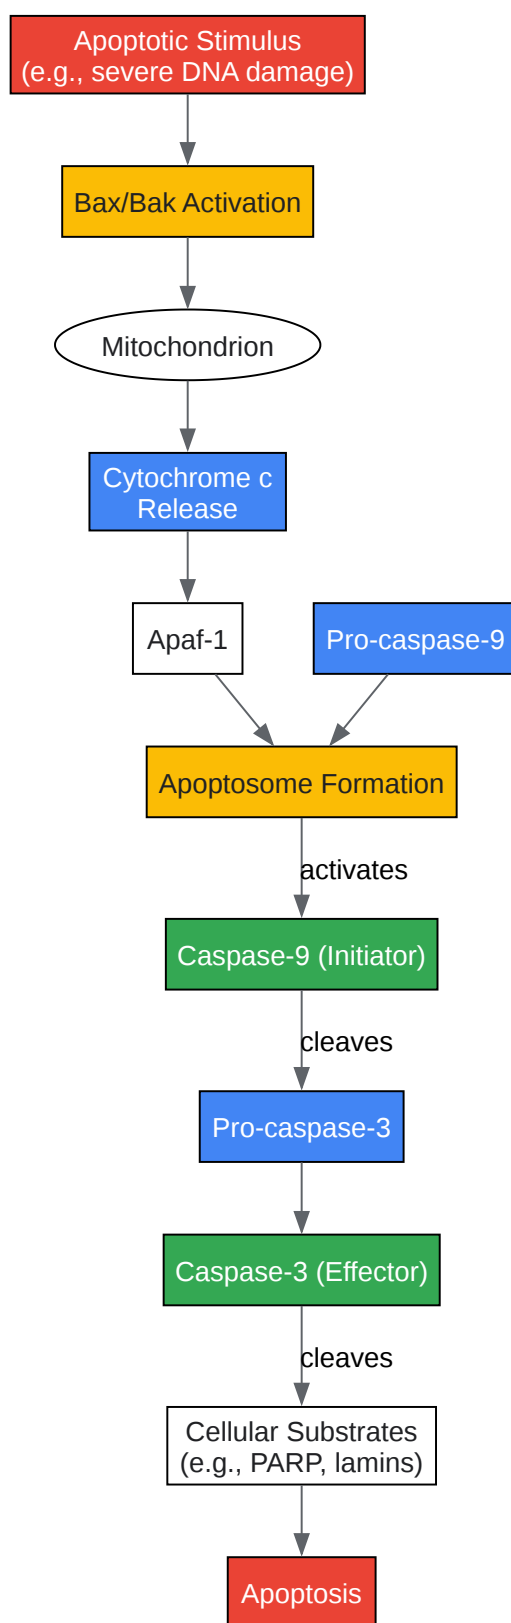 Apoptotic Stimulus
(e.g., severe DNA damage)
Bax/Bak Activation
Mitochondrion
Cytochrome c
Release
Apaf-1
Pro-caspase-9
Apoptosome Formation
activates
Caspase-9 (Initiator)
cleaves
Pro-caspase-3
Caspase-3 (Effector)
cleaves
Cellular Substrates
(e.g., PARP, lamins)
Apoptosis